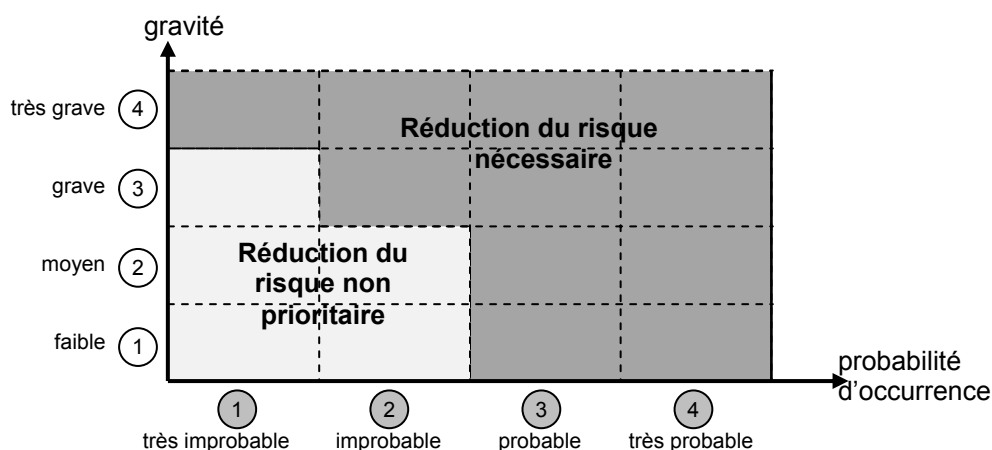 gravité
très grave 4
Réduction du risque
nécessaire
grave 3
moyen 2
Réduction du
risque non
prioritaire
faible 1
probabilité
d'occurrence
1 2 3 4
très improbable improbable probable très probable